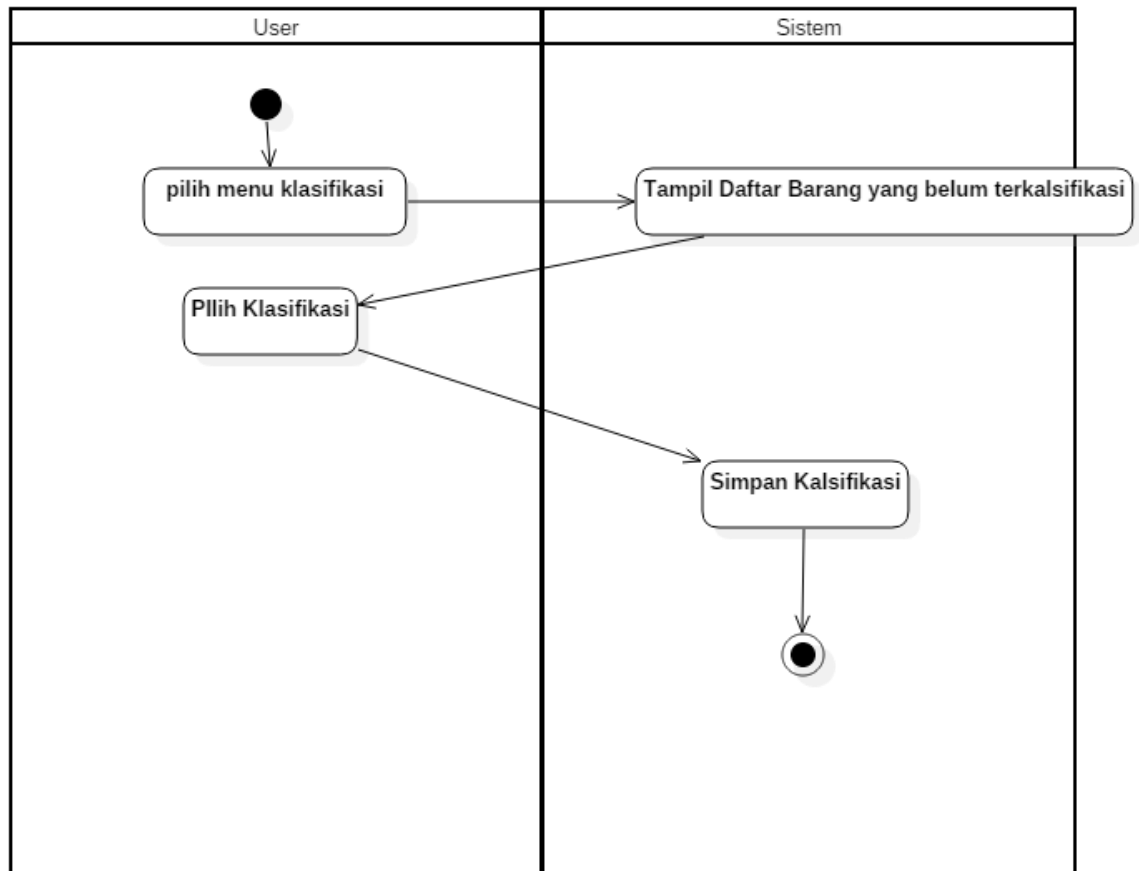 User
Sistem
pilih menu klasifikasi
Tampil Daftar Barang yang belum terkalsifikasi
PIlih Klasifikasi
Simpan Kalsifikasi